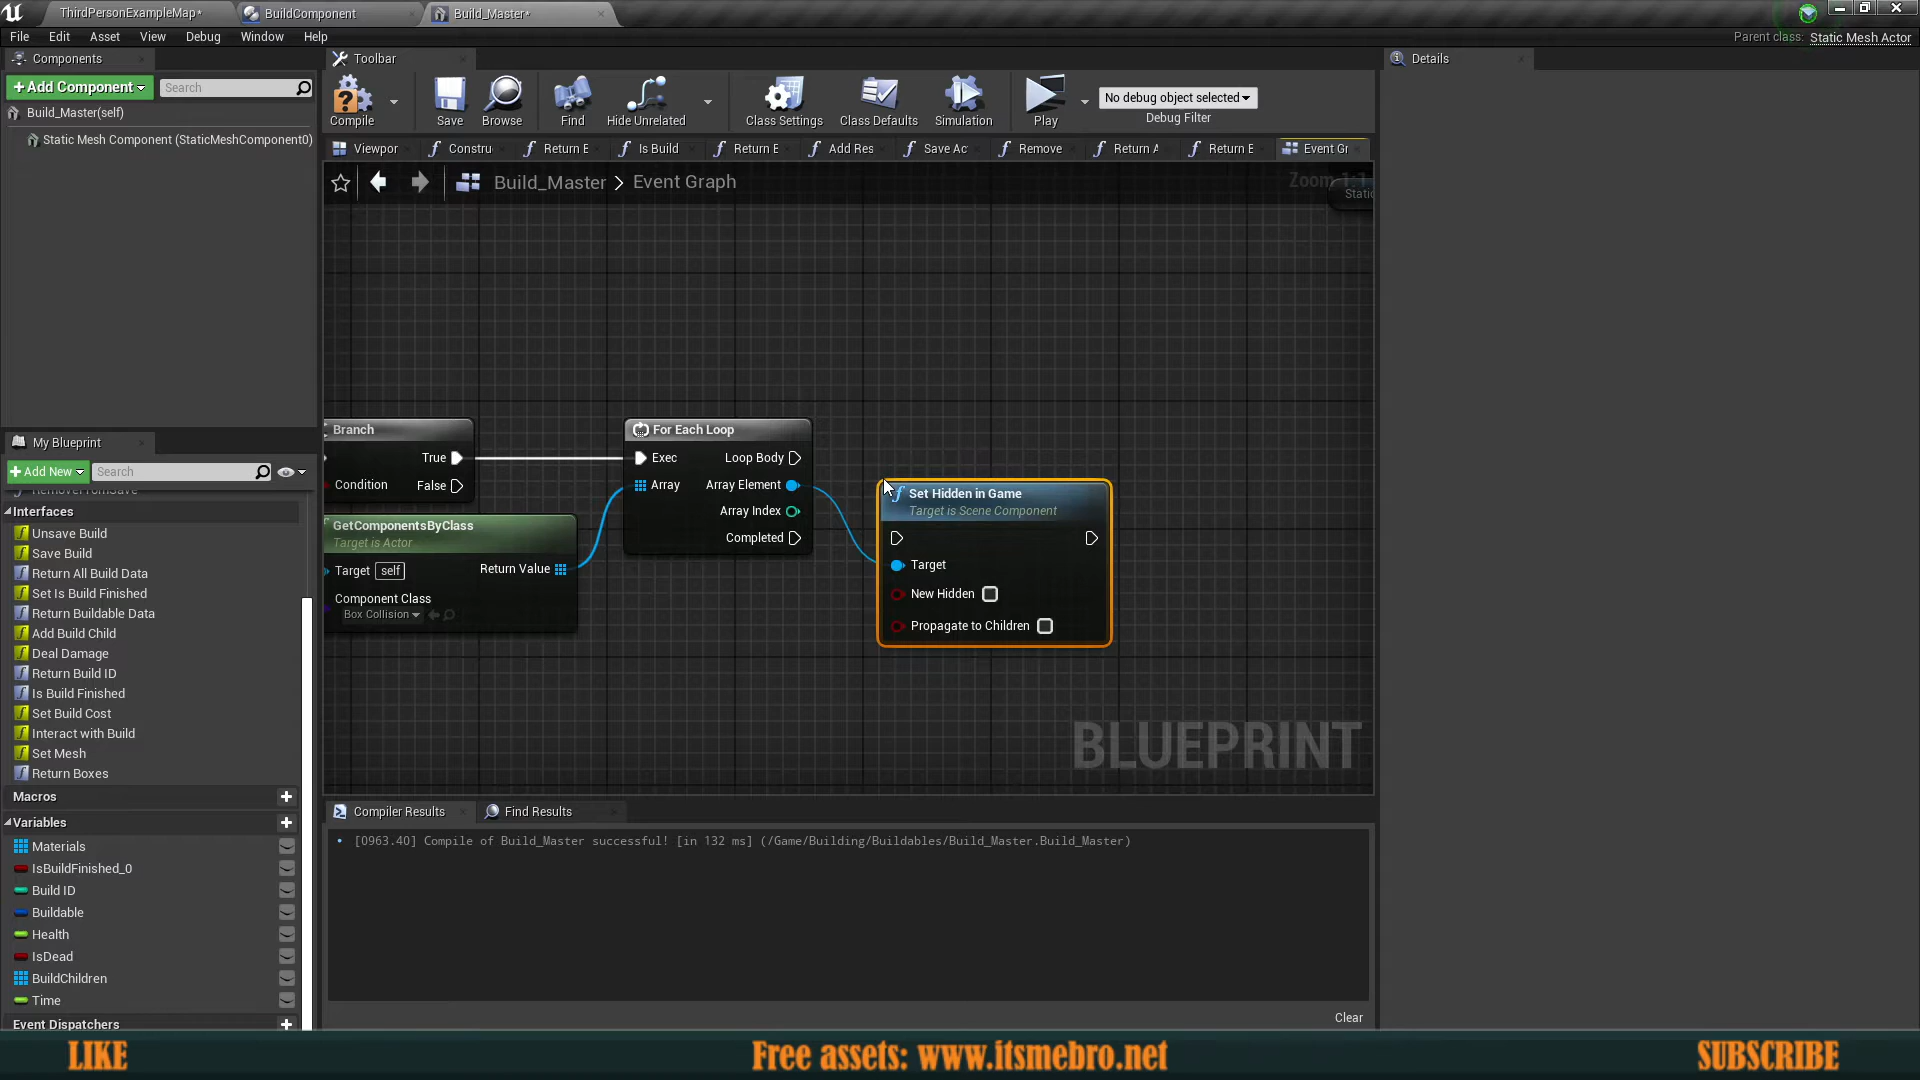 ThirdPersonExampleMap*
BuildComponent
Build_Master*
File Edit Asset View Debug Window Help
Parent class: Static Mesh Actor
Components
+Add Component
Search
Build_Master(self)
Static Mesh Component (StaticMeshComponent0)
Toolbar
Compile
Save
Browse
Find
Hide Unrelated
Class Settings
Class Defaults
Simulation
Play
No debug object selected
Debug Filter
Details
Viewpor
Constru
Return E
Is Build
Return E
Add Res
Save Ac
Remove
Return A
Return E
Event Gr
Build_Master > Event Graph
Zoom 1:1
Static
Branch
True
Condition
False
GetComponentsByClass
Target is Actor
Target self
Return Value
Component Class
Box Collision
For Each Loop
Exec
Loop Body
Array
Array Element
Array Index
Completed
Set Hidden in Game
Target is Scene Component
Target
New Hidden
Propagate to Children
BLUEPRINT
My Blueprint
+Add New
Search
RemoveFromSave
Interfaces
Unsave Build
Save Build
Return All Build Data
Set Is Build Finished
Return Buildable Data
Add Build Child
Deal Damage
Return Build ID
Is Build Finished
Set Build Cost
Interact with Build
Set Mesh
Return Boxes
Macros
Variables
Materials
IsBuildFinished_0
Build ID
Buildable
Health
IsDead
BuildChildren
Time
Event Dispatchers
Compiler Results
Find Results
[0963.40] Compile of Build_Master successful! [in 132 ms] (/Game/Building/Buildables/Build_Master.Build_Master)
Clear
LIKE
Free assets: www.itsmebro.net
SUBSCRIBE